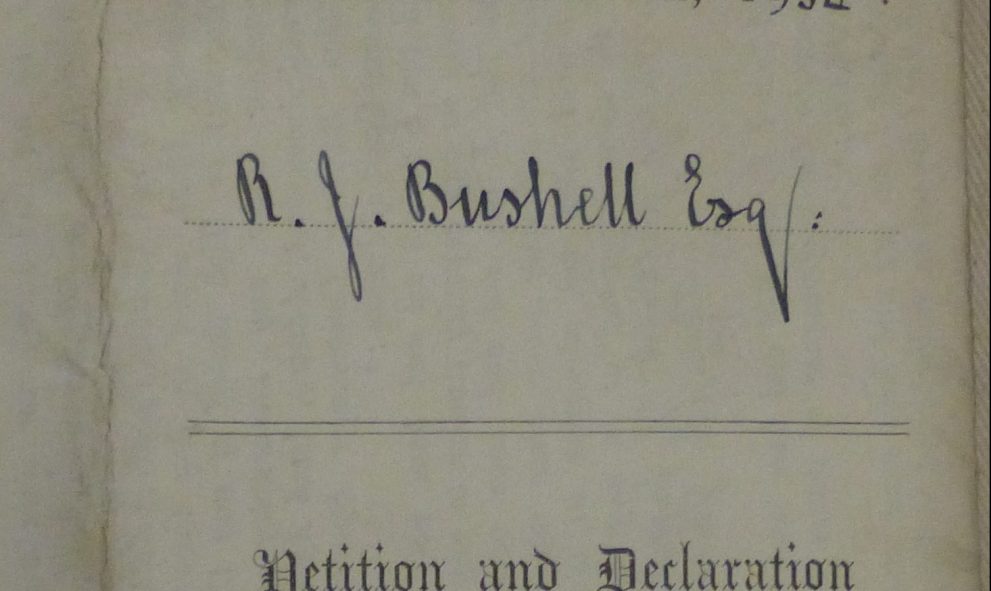 R. J. Bushell Esq:
Petition and Declaration